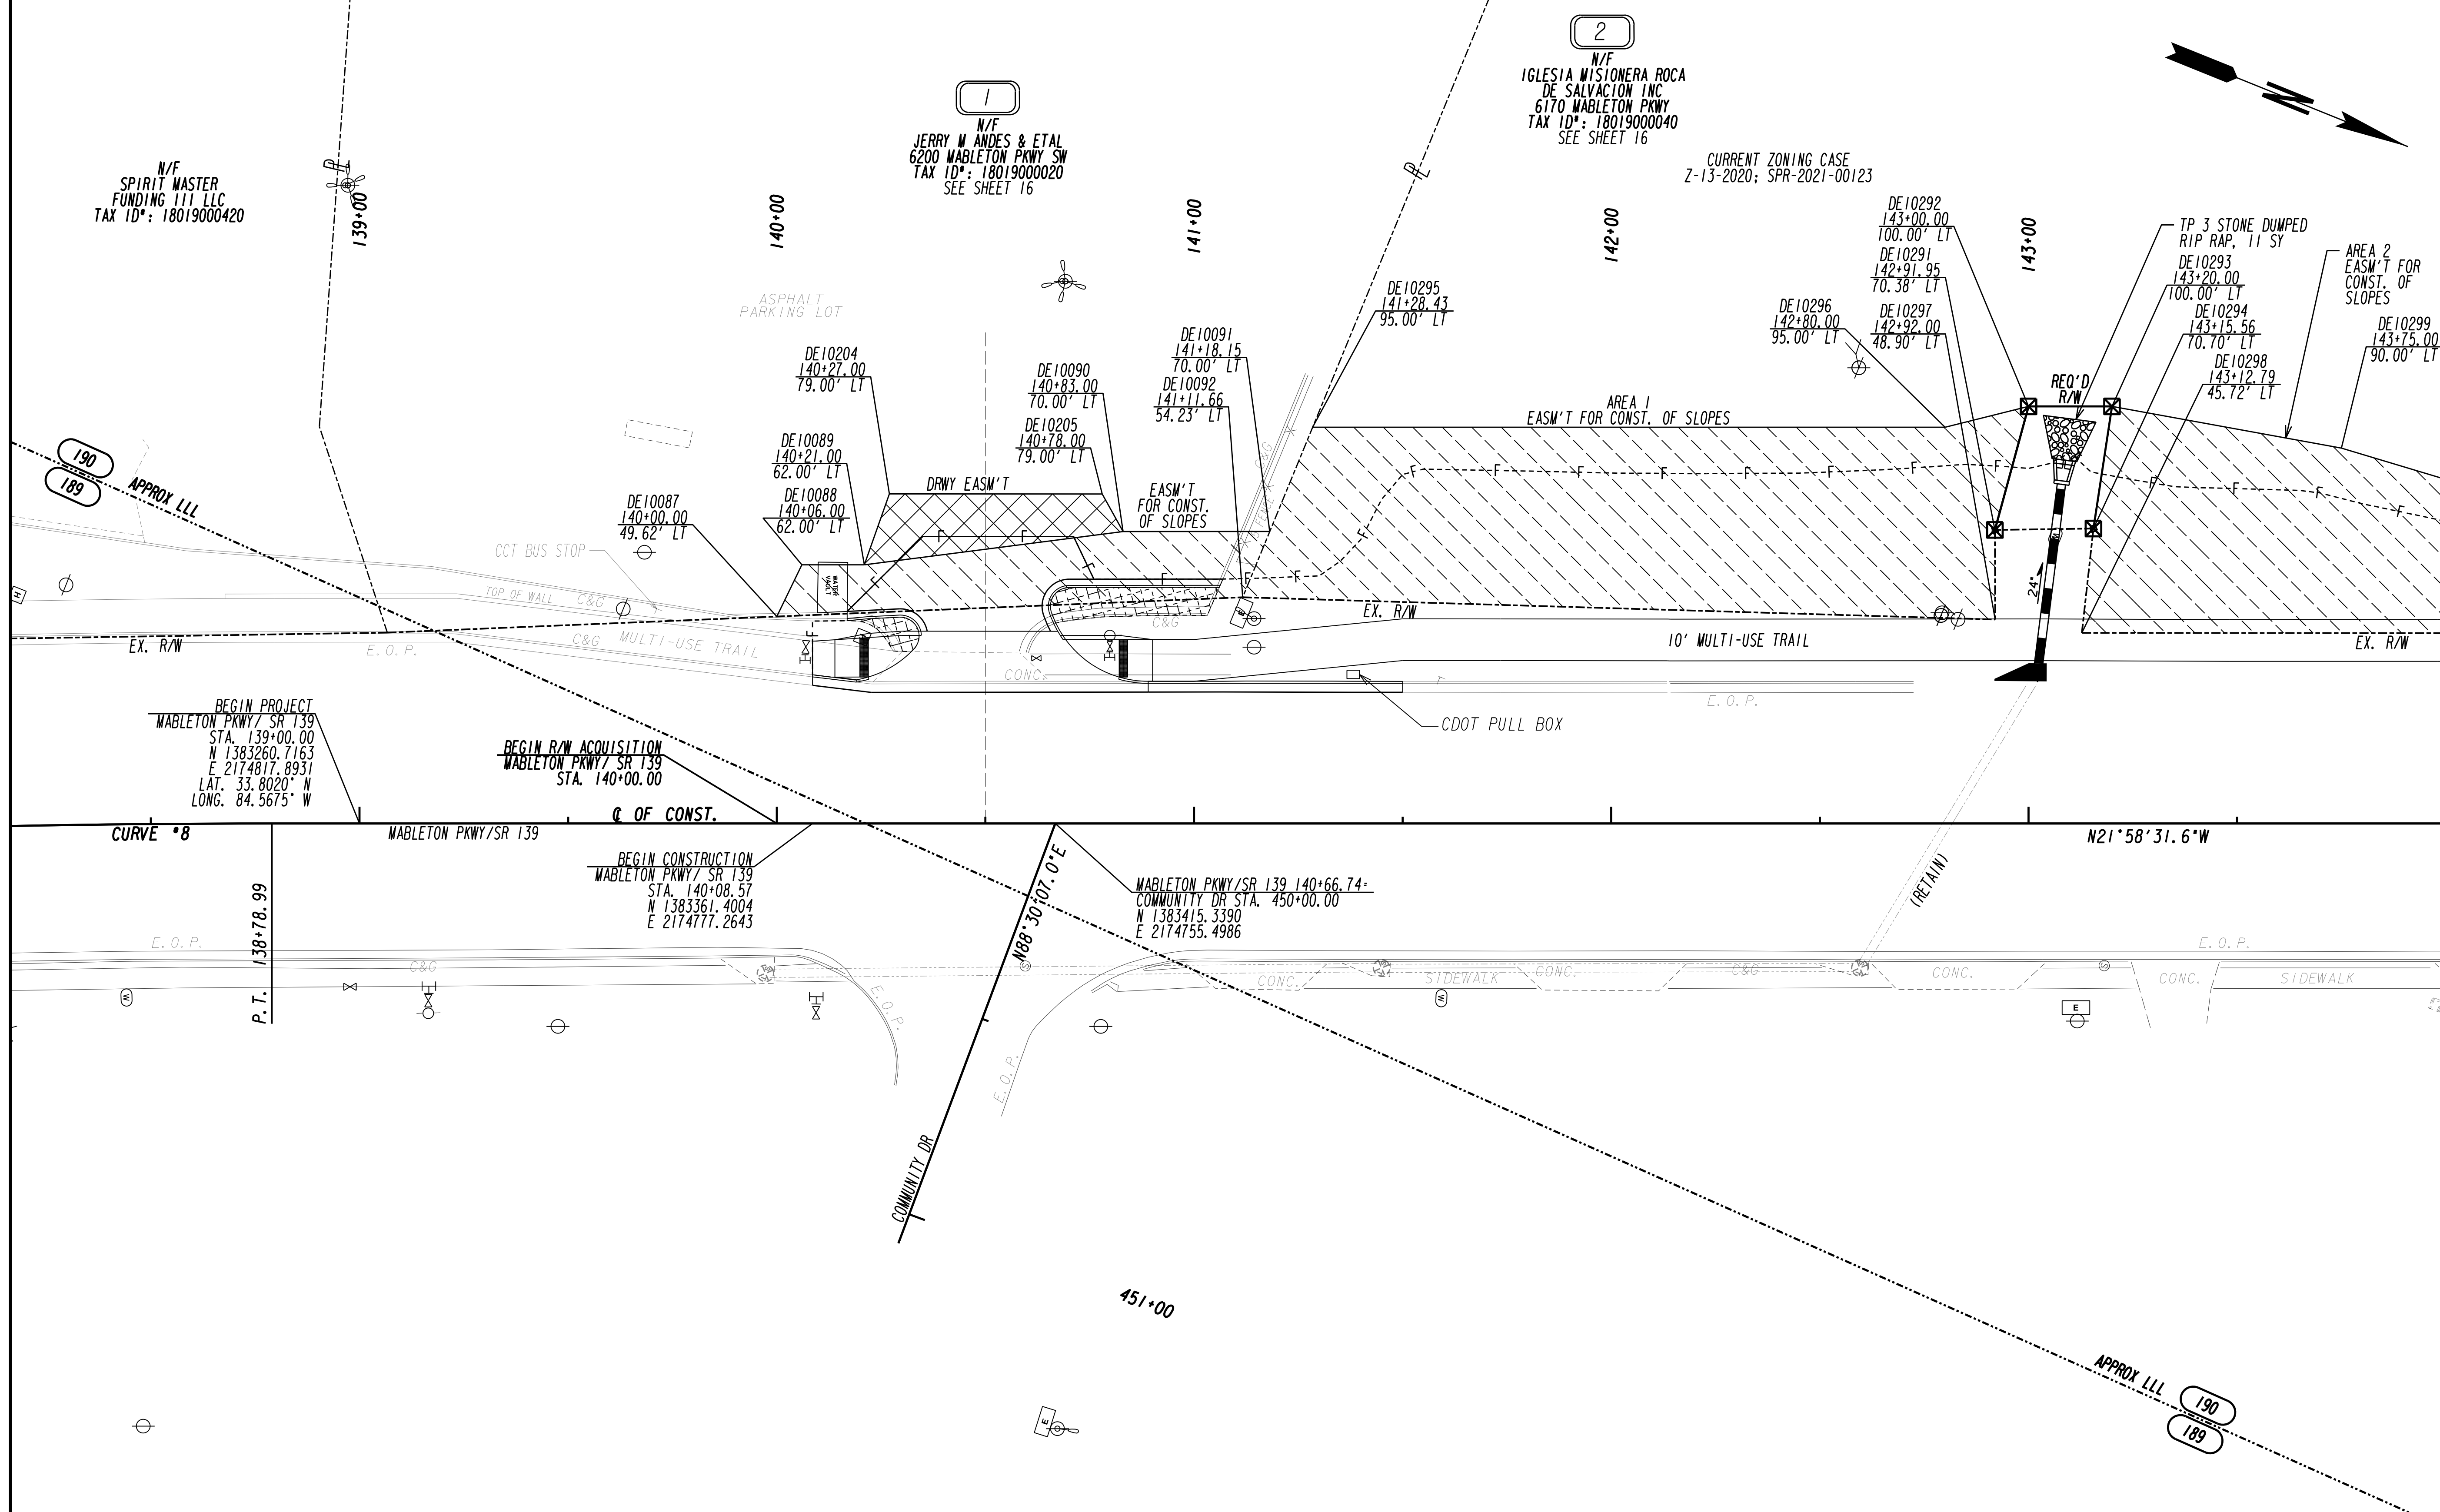 N/F
SPIRIT MASTER
FUNDING III LLC
TAX ID#: 18019000420
PL
139+00
1
N/F
JERRY M ANDES & ETAL
6200 MABLETON PKWY SW
TAX ID#: 18019000020
SEE SHEET 16
140+00
141+00
PL
2
N/F
IGLESIA MISIONERA ROCA
DE SALVACION INC
6170 MABLETON PKWY
TAX ID#: 18019000040
SEE SHEET 16
CURRENT ZONING CASE
Z-13-2020; SPR-2021-00123
142+00
143+00
N
DE10292
143+00.00
100.00' LT
DE10291
142+91.95
70.38' LT
DE10297
142+92.00
48.90' LT
DE10296
142+80.00
95.00' LT
TP 3 STONE DUMPED
RIP RAP, 11 SY
DE10293
143+20.00
100.00' LT
DE10294
143+15.56
70.70' LT
DE10298
143+12.79
45.72' LT
AREA 2
EASM'T FOR
CONST. OF
SLOPES
DE10299
143+75.00
90.00' LT
REQ'D
R/W
ASPHALT
PARKING LOT
DE10204
140+27.00
79.00' LT
DE10089
140+21.00
62.00' LT
DE10088
140+06.00
62.00' LT
DE10087
140+00.00
49.62' LT
DE10090
140+83.00
70.00' LT
DE10205
140+78.00
79.00' LT
DE10091
141+18.15
70.00' LT
DE10092
141+11.66
54.23' LT
DE10295
141+28.43
95.00' LT
DRWY EASM'T
EASM'T
FOR CONST.
OF SLOPES
AREA 1
EASM'T FOR CONST. OF SLOPES
C&G
190
189
APPROX LLL
CCT BUS STOP
TOP OF WALL
C&G
C&G
MULTI-USE TRAIL
WATER
VAULT
H
E
EX. R/W
E.O.P.
CONC.
C&G
EX. R/W
10' MULTI-USE TRAIL
24"
EX. R/W
E.O.P.
CDOT PULL BOX
BEGIN PROJECT
MABLETON PKWY/ SR 139
STA. 139+00.00
N 1383260.7163
E 2174817.8931
LAT. 33.8020° N
LONG. 84.5675° W
BEGIN R/W ACQUISITION
MABLETON PKWY/ SR 139
STA. 140+00.00
CURVE #8
MABLETON PKWY/SR 139
℄ OF CONST.
N21°58'31.6"W
P.T. 138+78.99
BEGIN CONSTRUCTION
MABLETON PKWY/ SR 139
STA. 140+08.57
N 1383361.4004
E 2174777.2643
N88°30'07.0"E
MABLETON PKWY/SR 139 140+66.74=
COMMUNITY DR STA. 450+00.00
N 1383415.3390
E 2174755.4986
(RETAIN)
E.O.P.
C&G
W
E.O.P.
S
E.O.P.
CONC.
SIDEWALK
W
CONC.
C&G
CONC.
S
E
E.O.P.
CONC.
SIDEWALK
COMMUNITY DR
451+00
E
APPROX LLL
190
189